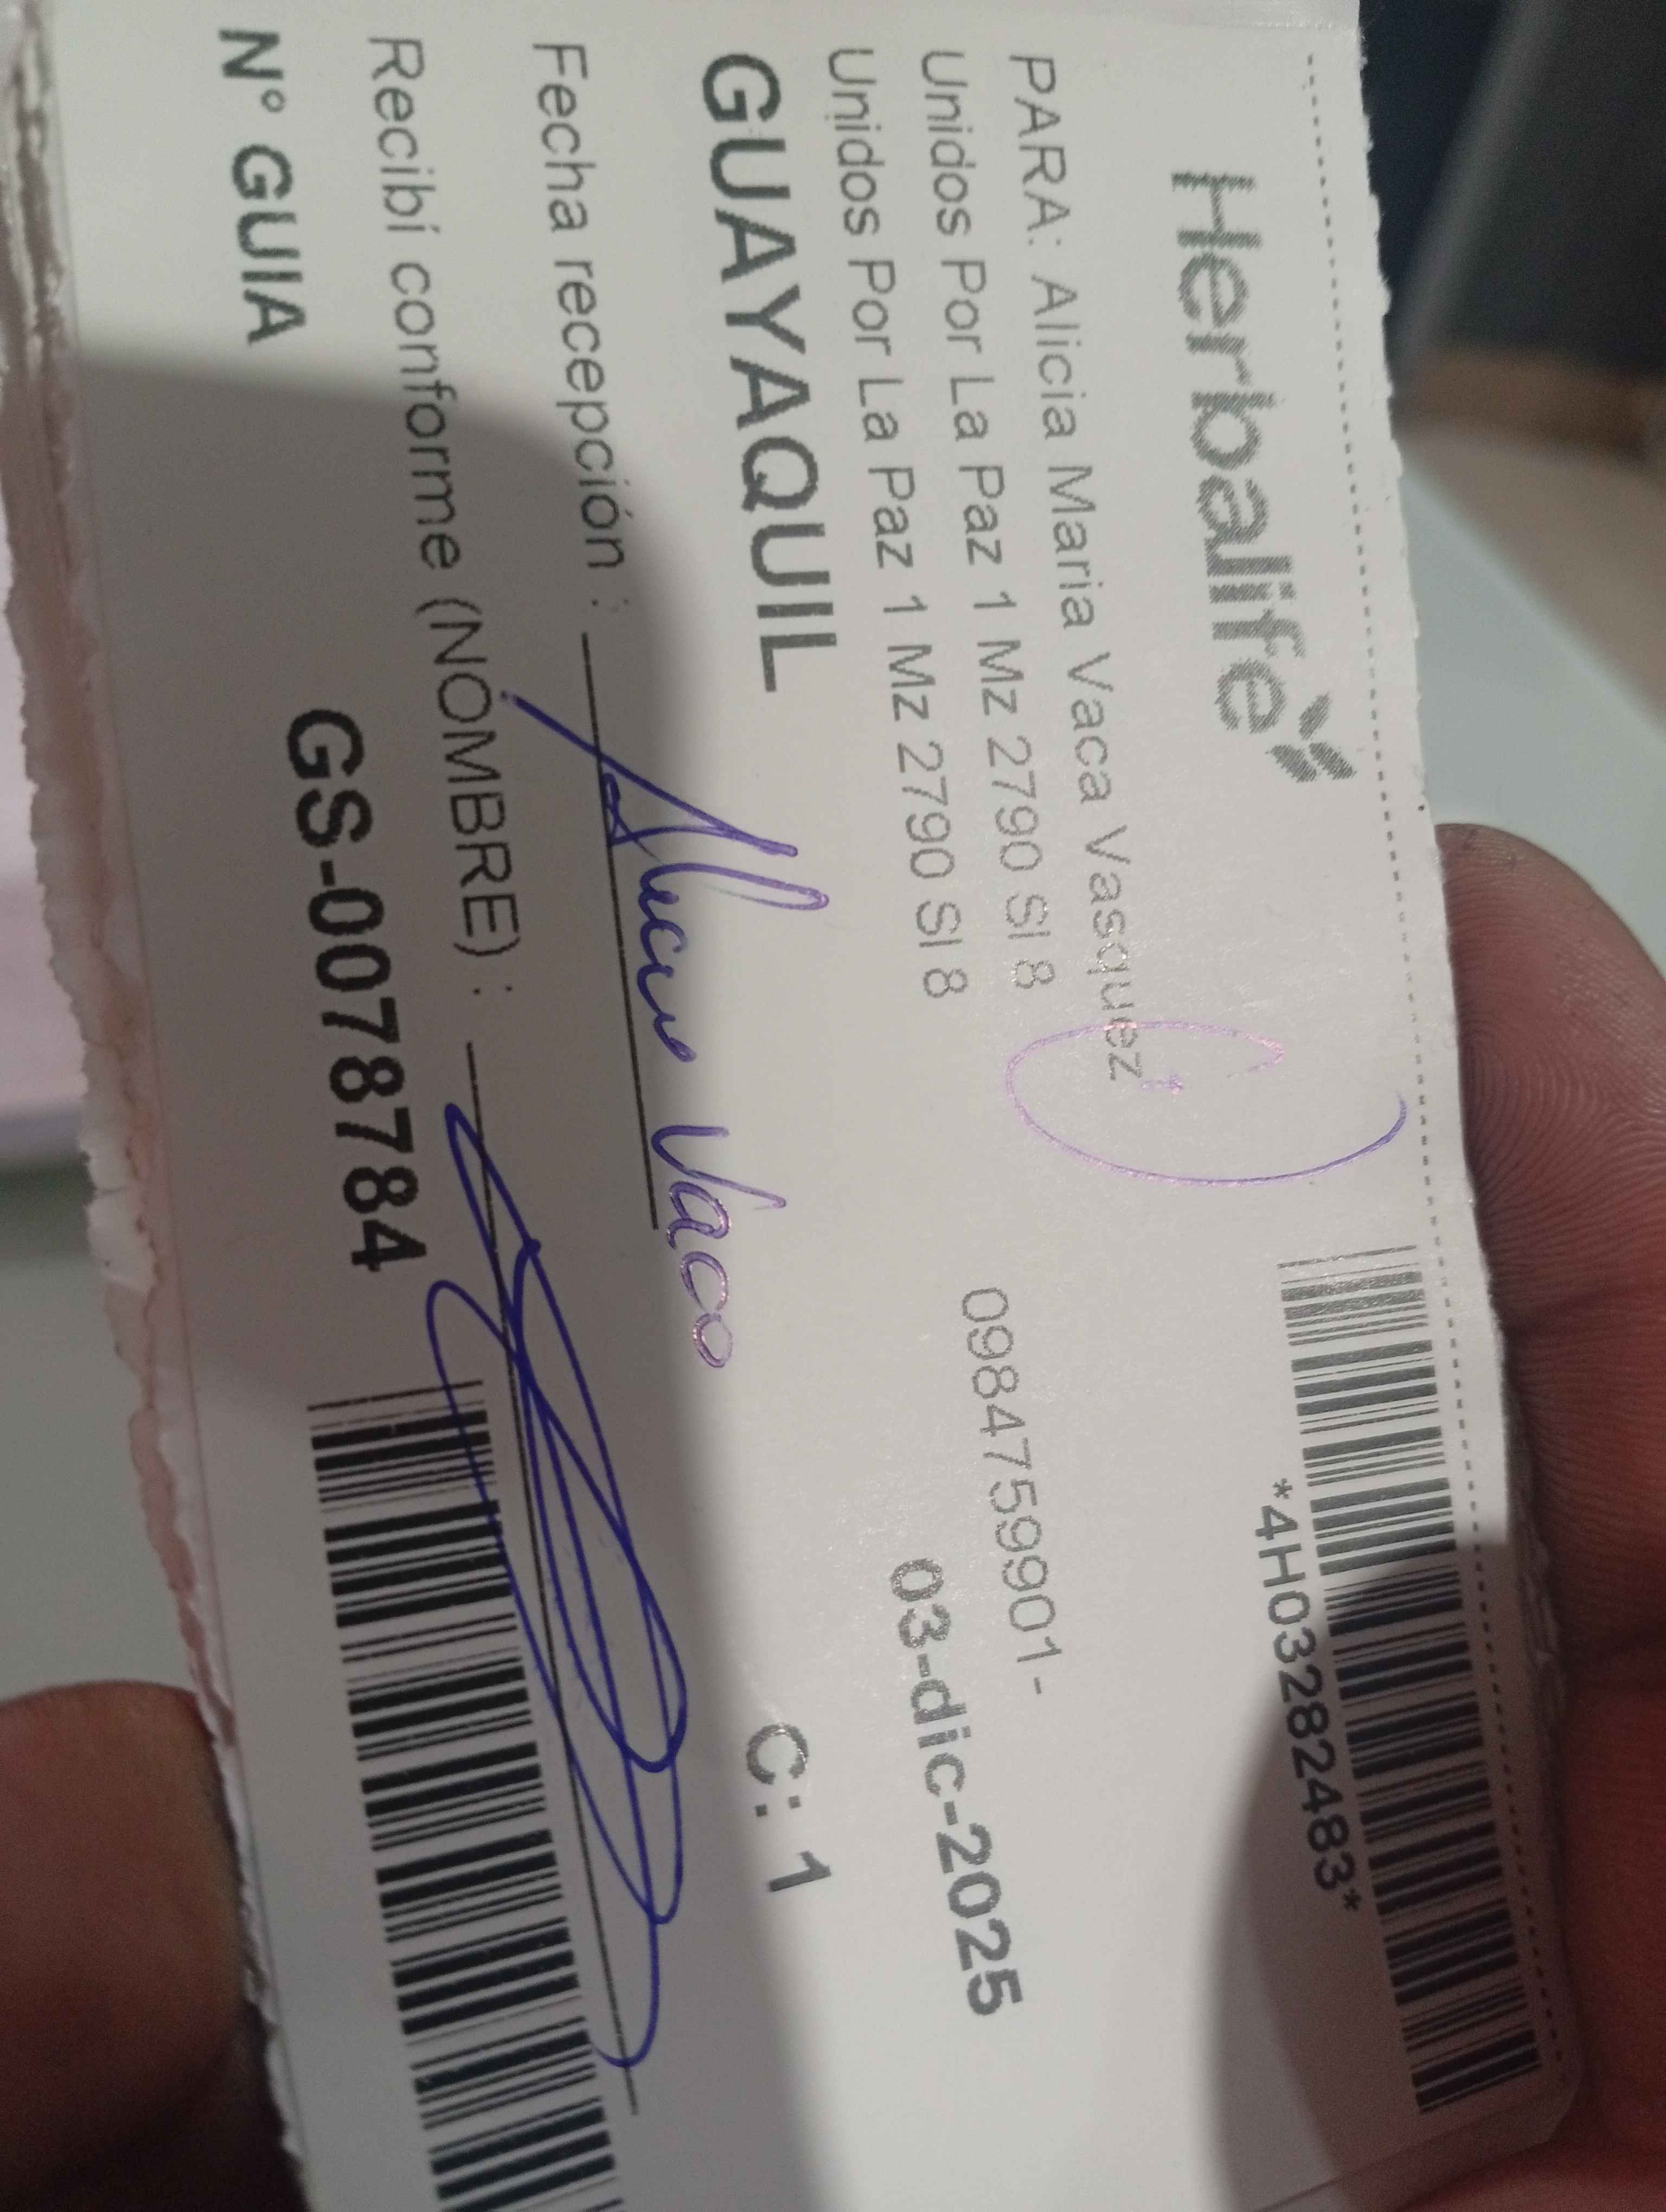 Herbalife
*4H03282483*
PARA: Alicia Maria Vaca Vasquez
Unidos Por La Paz 1 Mz 2790 Sl 8
0984759901-
Unidos Por La Paz 1 Mz 2790 Sl 8
03-dic-2025
GUAYAQUIL
C: 1
Alicia Vaca
Fecha recepción :
Recibí conforme (NOMBRE) :
N° GUIA
GS-00787784